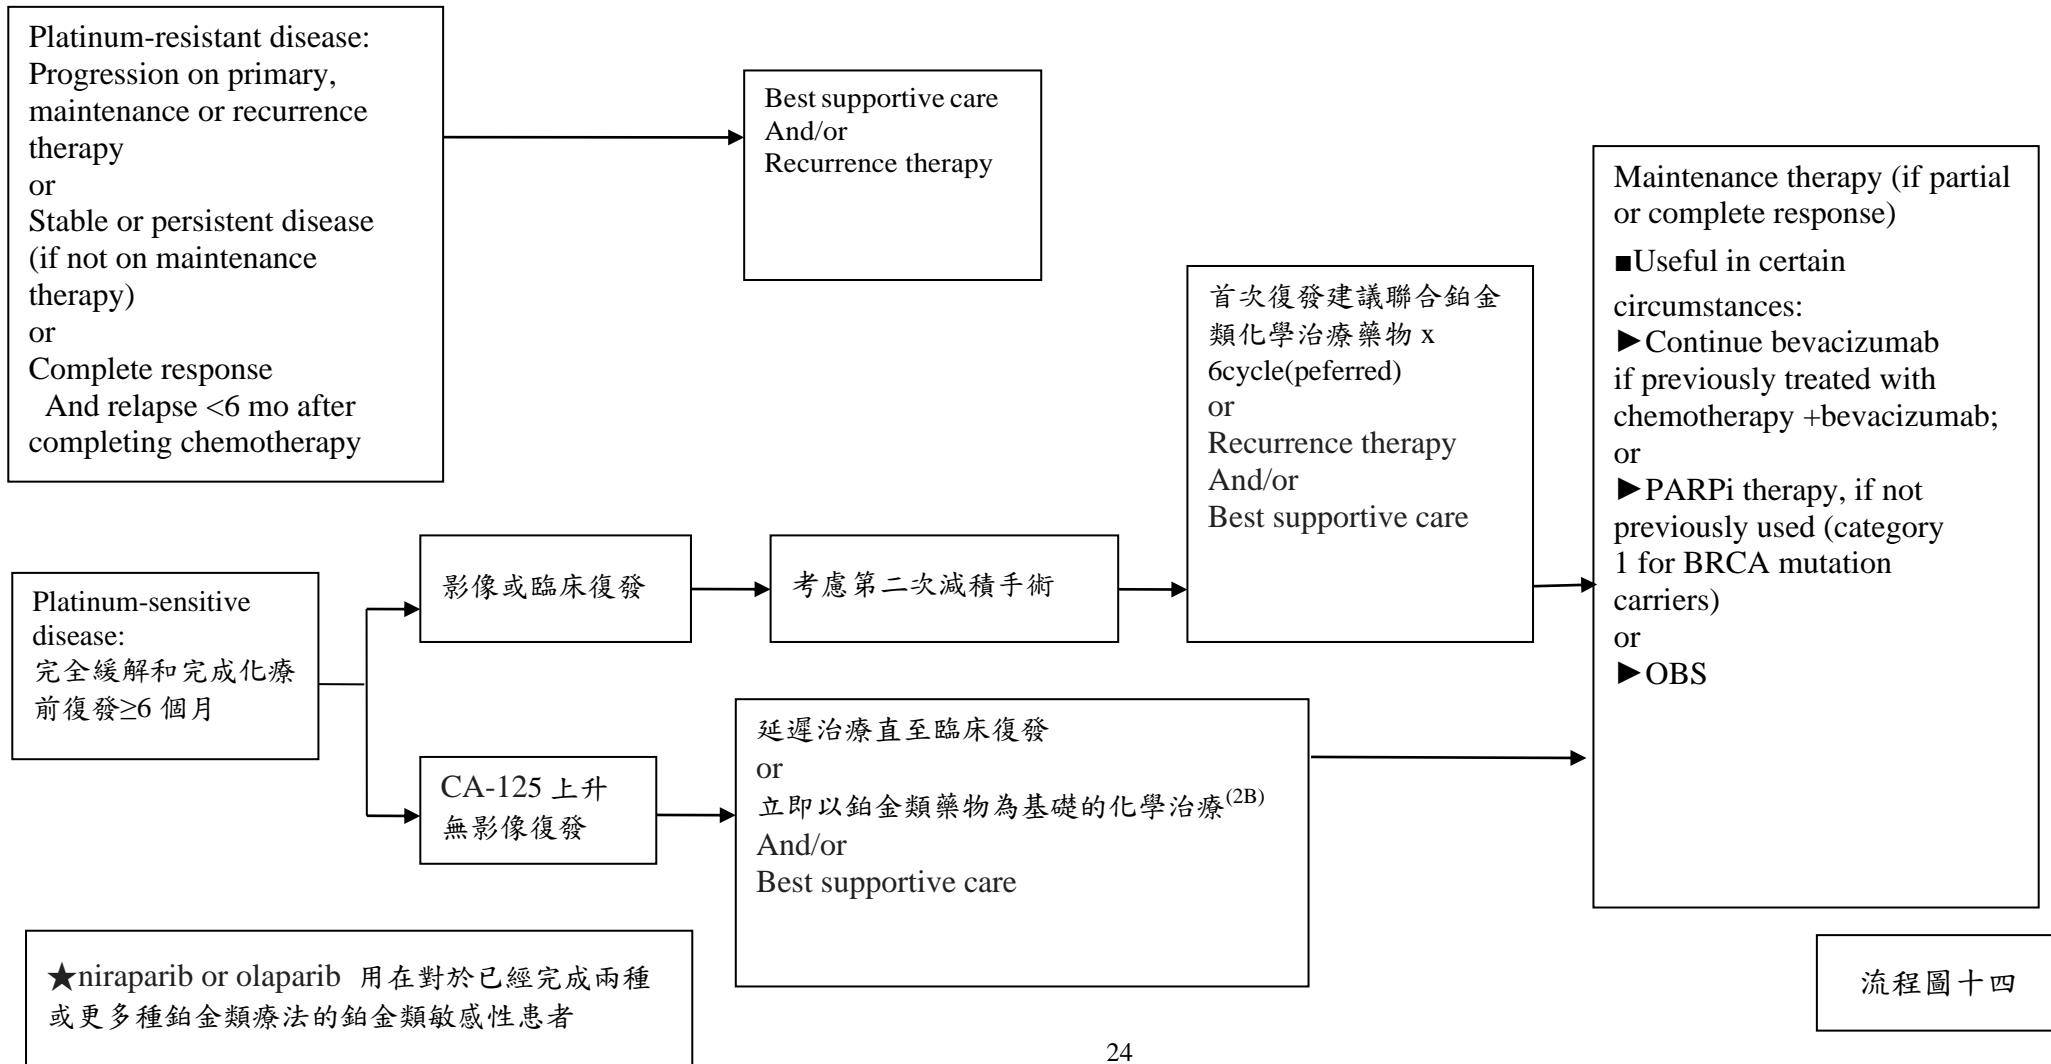 Platinum-resistant disease:
Progression on primary,
maintenance or recurrence
therapy
or
Stable or persistent disease
(if not on maintenance
therapy)
or
Complete response
And relapse <6 mo after
completing chemotherapy
Best supportive care
And/or
Recurrence therapy
Platinum-sensitive
disease:
完全緩解和完成化療
前復發≥6 個月
影像或臨床復發
考慮第二次減積手術
首次復發建議聯合鉑金
類化學治療藥物 x
6cycle(peferred)
or
Recurrence therapy
And/or
Best supportive care
CA-125 上升
無影像復發
延遲治療直至臨床復發
or
立即以鉑金類藥物為基礎的化學治療(2B)
And/or
Best supportive care
Maintenance therapy (if partial
or complete response)
■Useful in certain
circumstances:
►Continue bevacizumab
if previously treated with
chemotherapy +bevacizumab;
or
►PARPi therapy, if not
previously used (category
1 for BRCA mutation
carriers)
or
►OBS
★niraparib or olaparib 用在對於已經完成兩種
或更多種鉑金類療法的鉑金類敏感性患者
流程圖十四
24